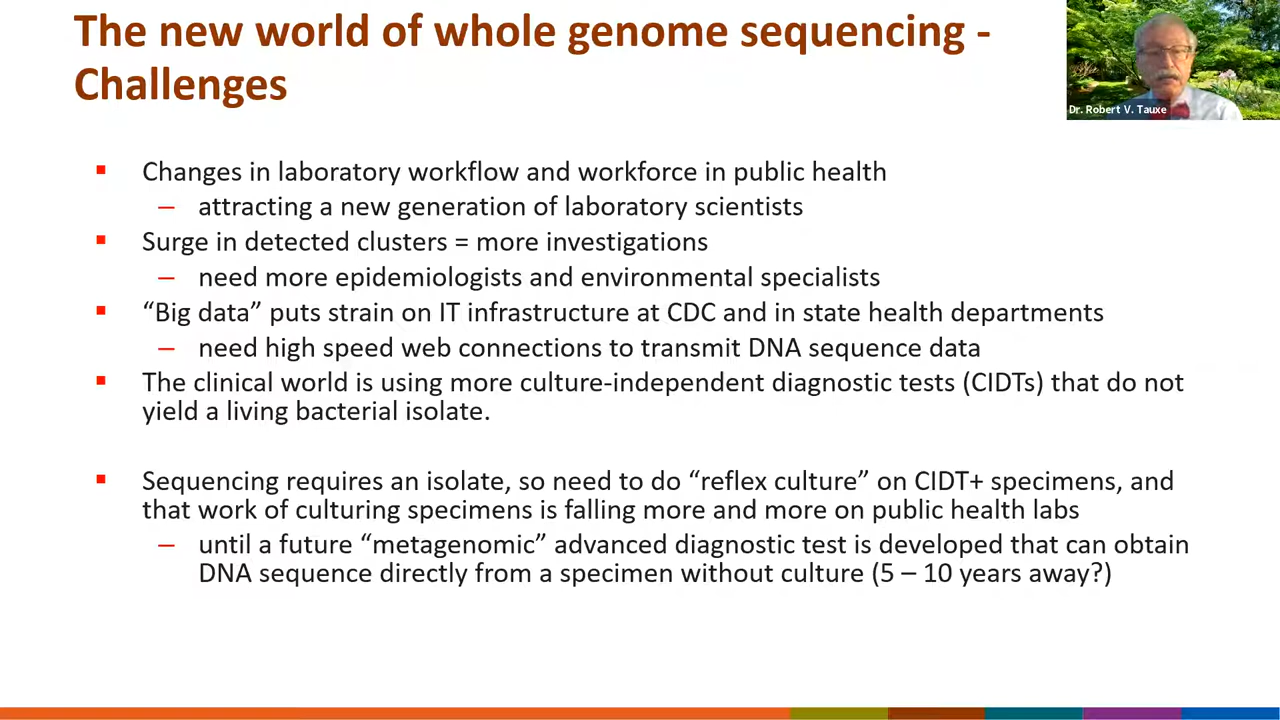 The new world of whole genome sequencing -
Challenges
Dr. Robert V. Tauxe
▪ Changes in laboratory workflow and workforce in public health
– attracting a new generation of laboratory scientists
▪ Surge in detected clusters = more investigations
– need more epidemiologists and environmental specialists
▪ “Big data” puts strain on IT infrastructure at CDC and in state health departments
– need high speed web connections to transmit DNA sequence data
▪ The clinical world is using more culture-independent diagnostic tests (CIDTs) that do not
yield a living bacterial isolate.
▪ Sequencing requires an isolate, so need to do “reflex culture” on CIDT+ specimens, and
that work of culturing specimens is falling more and more on public health labs
– until a future “metagenomic” advanced diagnostic test is developed that can obtain
DNA sequence directly from a specimen without culture (5 – 10 years away?)